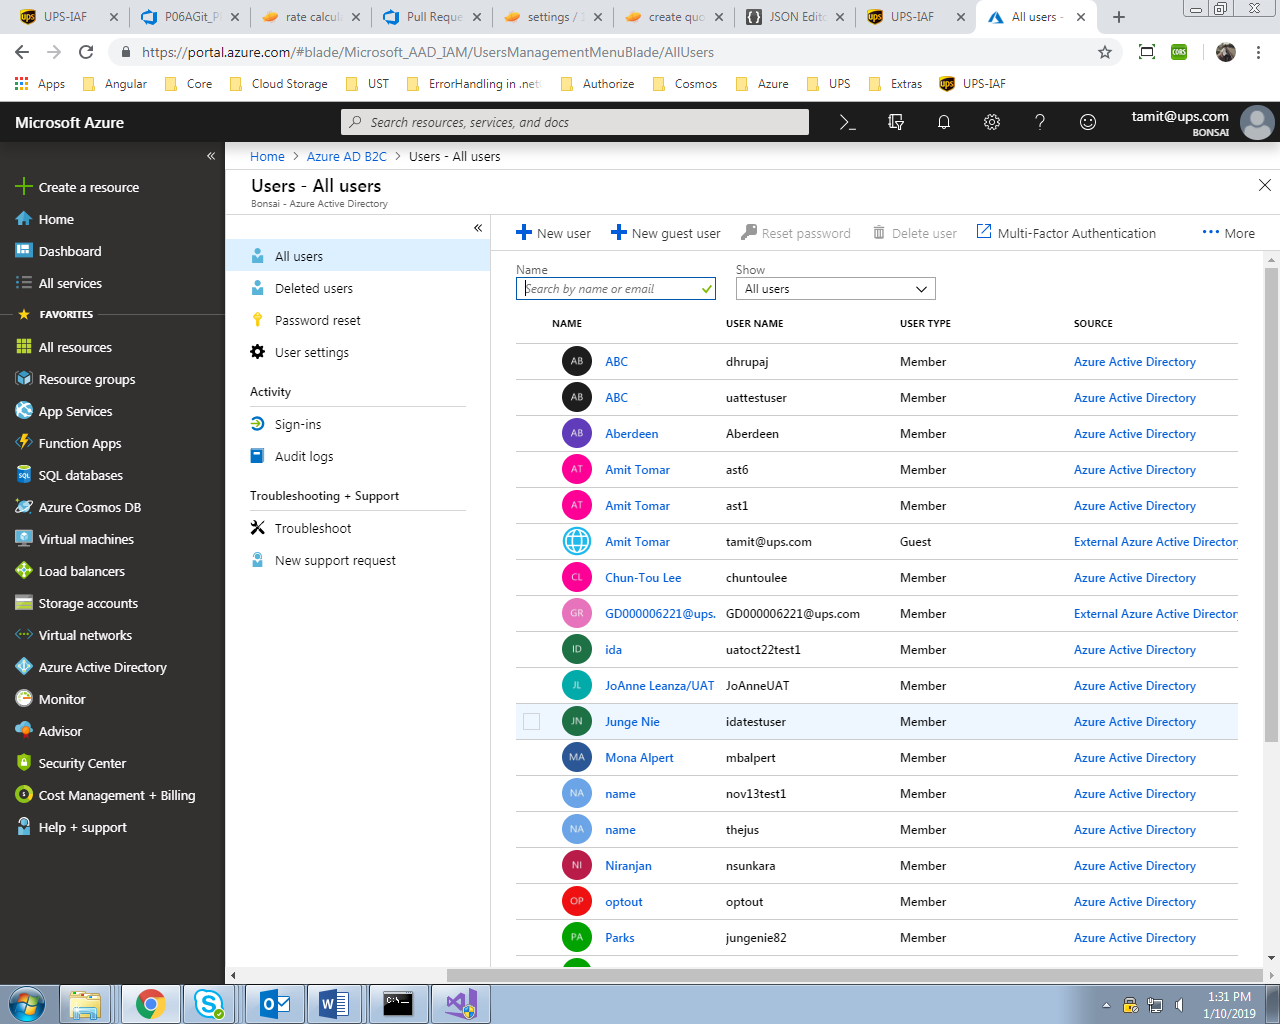 UPS-IAF
P06AGit_P
rate calcul
Pull Reque
settings /
create quo
JSON Edit
UPS-IAF
All users -
https://portal.azure.com/#blade/Microsoft_AAD_IAM/UsersManagementMenuBlade/AllUsers
CORS
Apps
Angular
Core
Cloud Storage
UST
ErrorHandling in .net
Authorize
Cosmos
Azure
UPS
Extras
UPS-IAF
Microsoft Azure
Search resources, services, and docs
tamit@ups.com
BONSAI
Create a resource
Home
Dashboard
All services
FAVORITES
All resources
Resource groups
App Services
Function Apps
SQL databases
Azure Cosmos DB
Virtual machines
Load balancers
Storage accounts
Virtual networks
Azure Active Directory
Monitor
Advisor
Security Center
Cost Management + Billing
Help + support
Home > Azure AD B2C > Users - All users
Users - All users
Bonsai - Azure Active Directory
All users
Deleted users
Password reset
User settings
Activity
Sign-ins
Audit logs
Troubleshooting + Support
Troubleshoot
New support request
New user
New guest user
Reset password
Delete user
Multi-Factor Authentication
More
Name
Show
Search by name or email
All users
NAME USER NAME USER TYPE SOURCE
AB ABC dhrupaj Member Azure Active Directory
AB ABC uattestuser Member Azure Active Directory
AB Aberdeen Aberdeen Member Azure Active Directory
AT Amit Tomar ast6 Member Azure Active Directory
AT Amit Tomar ast1 Member Azure Active Directory
Amit Tomar tamit@ups.com Guest External Azure Active Director
CL Chun-Tou Lee chuntoulee Member Azure Active Directory
GR GD000006221@ups. GD000006221@ups.com Member External Azure Active Director
ID ida uatoct22test1 Member Azure Active Directory
JL JoAnne Leanza/UAT JoAnneUAT Member Azure Active Directory
JN Junge Nie idatestuser Member Azure Active Directory
MA Mona Alpert mbalpert Member Azure Active Directory
NA name nov13test1 Member Azure Active Directory
NA name thejus Member Azure Active Directory
NI Niranjan nsunkara Member Azure Active Directory
OP optout optout Member Azure Active Directory
PA Parks jungenie82 Member Azure Active Directory
1:31 PM
1/10/2019